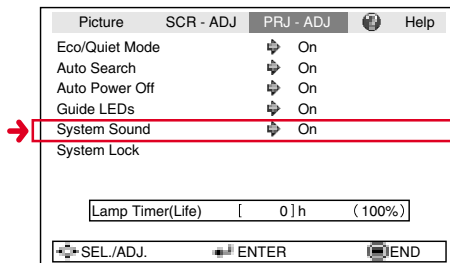 Picture SCR - ADJ PRJ - ADJ ? Help
Eco/Quiet Mode On
Auto Search On
Auto Power Off On
Guide LEDs On
System Sound On
System Lock
Lamp Timer(Life) [ 0 ] h (100%)
SEL./ADJ. ENTER END